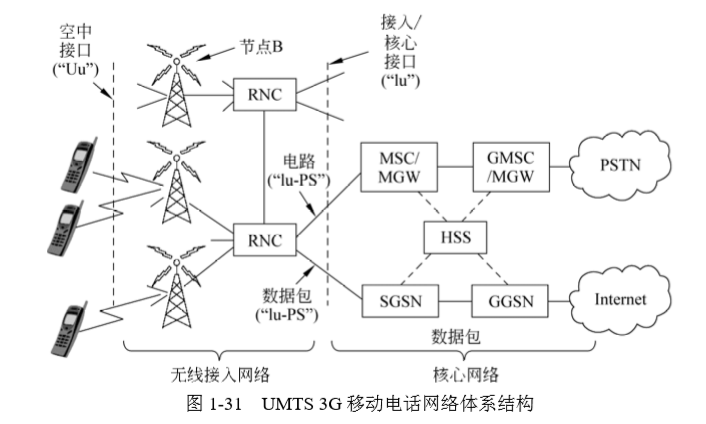 空中
接口
(“Uu”)
节点B
接入/
核心
接口
(“lu”)
RNC
电路
(“lu-PS”)
MSC/
MGW
GMSC
/MGW
PSTN
HSS
RNC
数据包
(“lu-PS”)
SGSN
GGSN
Internet
数据包
无线接入网络
核心网络
图 1-31 UMTS 3G 移动电话网络体系结构